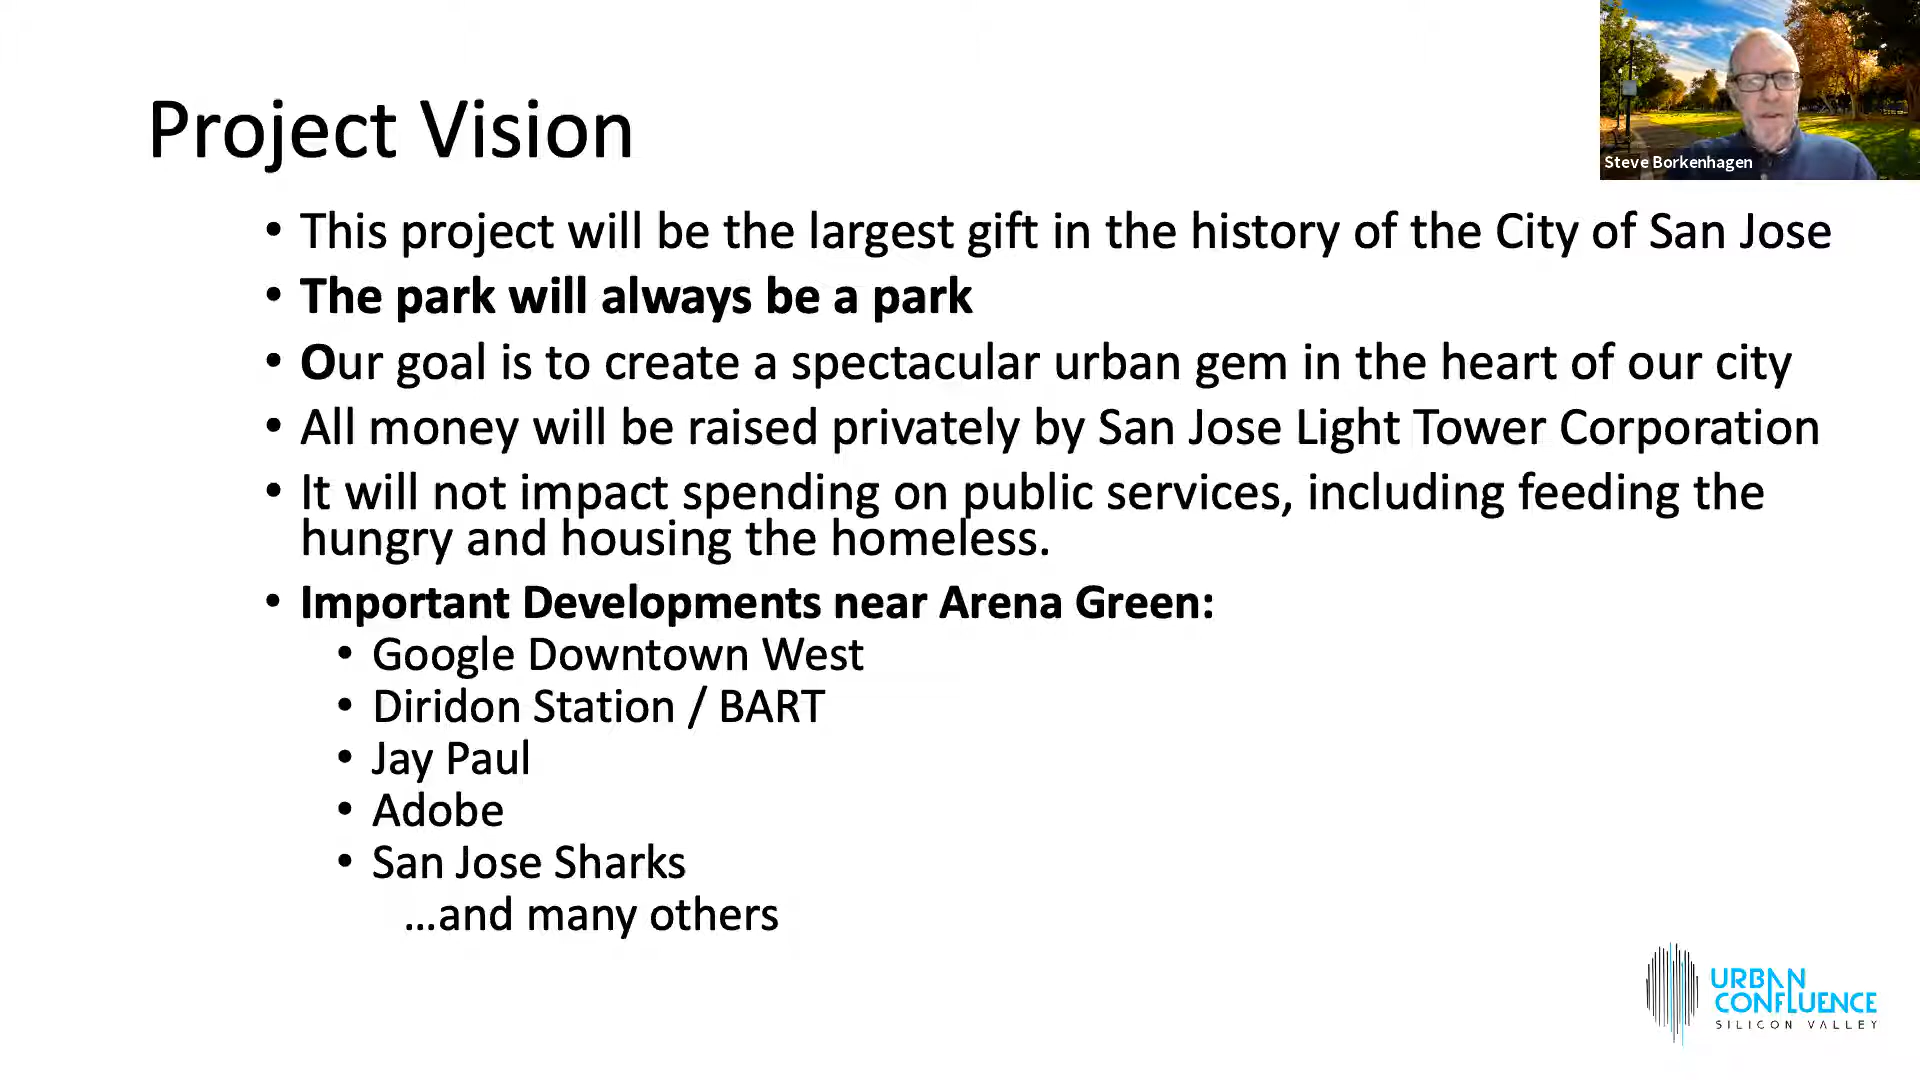 Project Vision
Steve Borkenhagen
• This project will be the largest gift in the history of the City of San Jose
• The park will always be a park
• Our goal is to create a spectacular urban gem in the heart of our city
• All money will be raised privately by San Jose Light Tower Corporation
• It will not impact spending on public services, including feeding the
hungry and housing the homeless.
• Important Developments near Arena Green:
• Google Downtown West
• Diridon Station / BART
• Jay Paul
• Adobe
• San Jose Sharks
...and many others
URBAN
CONFLUENCE
SILICON VALLEY